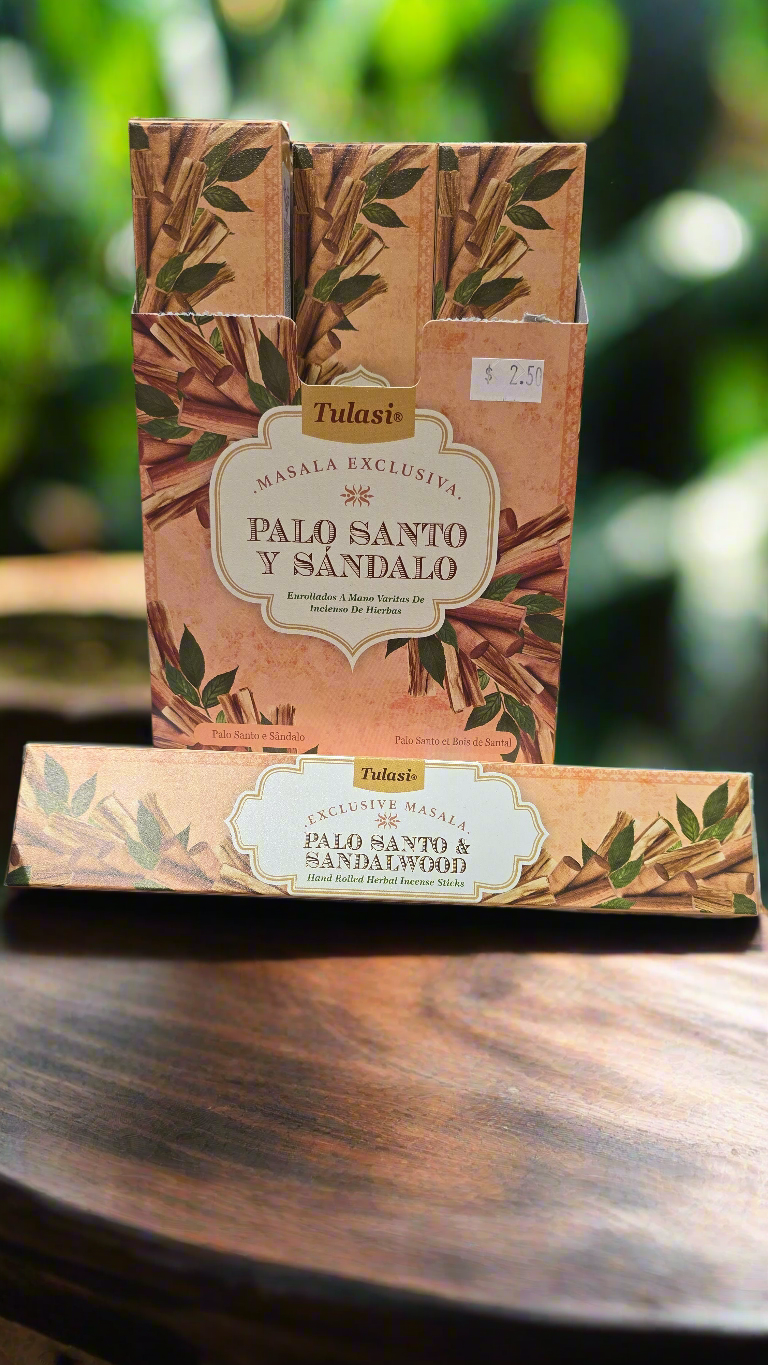 $ 2.50
Tulasi®
.MASALA EXCLUSIVA.
PALO SANTO
Y SÁNDALO
Enrollados A Mano Varitas De
Incienso De Hierbas
Palo Santo e Sândalo
Palo Santo et Bois de Santal
Tulasi®
.EXCLUSIVE MASALA.
PALO SANTO &
SANDALWOOD
Hand Rolled Herbal Incense Sticks